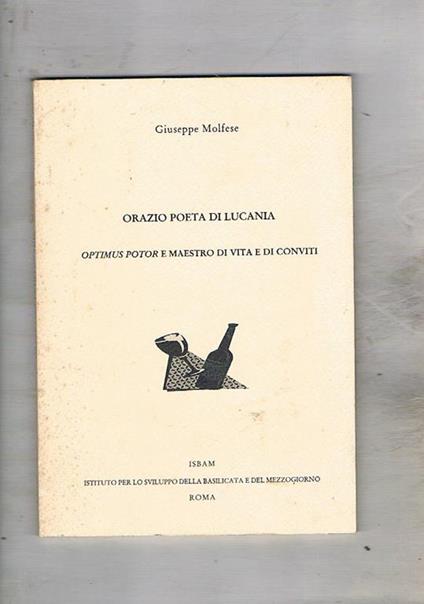 Giuseppe Molfese
ORAZIO POETA DI LUCANIA
OPTIMUS POTOR E MAESTRO DI VITA E DI CONVITI
ISBAM
ISTITUTO PER LO SVILUPPO DELLA BASILICATA E DEL MEZZOGIORNO
ROMA